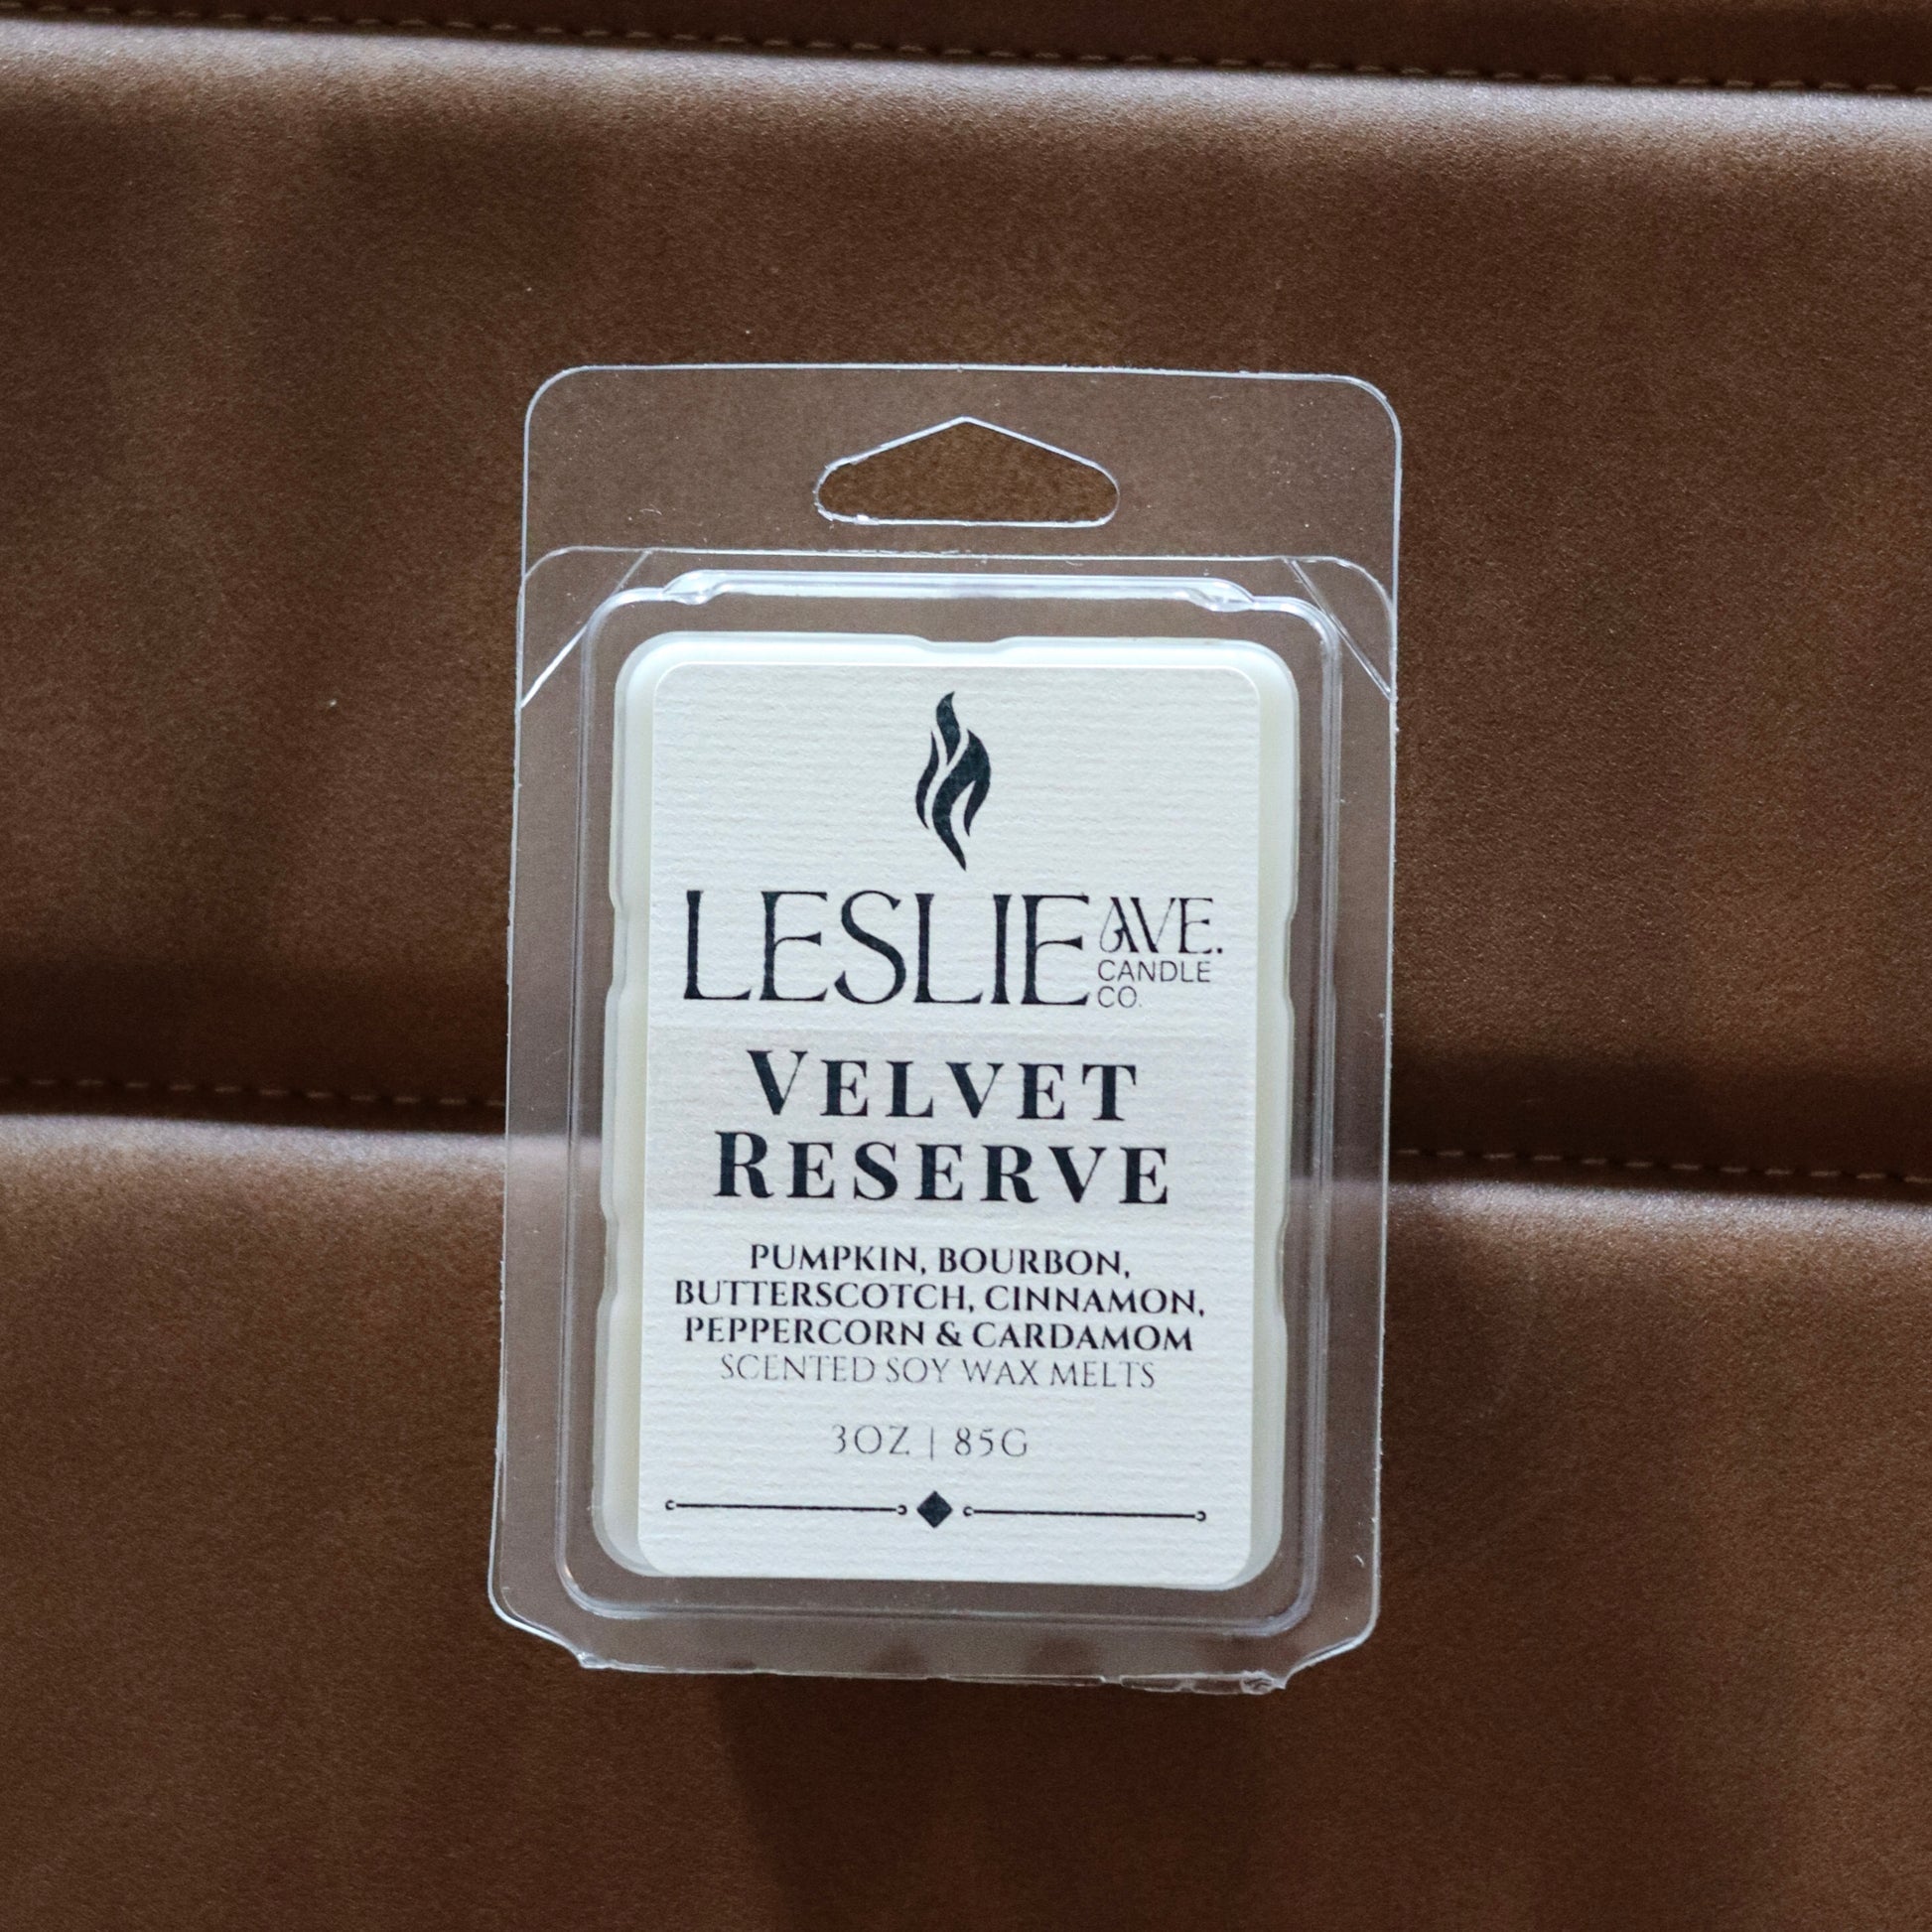 LESLIE AVE.
CANDLE
CO.
VELVET
RESERVE
PUMPKIN, BOURBON,
BUTTERSCOTCH, CINNAMON,
PEPPERCORN & CARDAMOM
SCENTED SOY WAX MELTS
3OZ | 85G